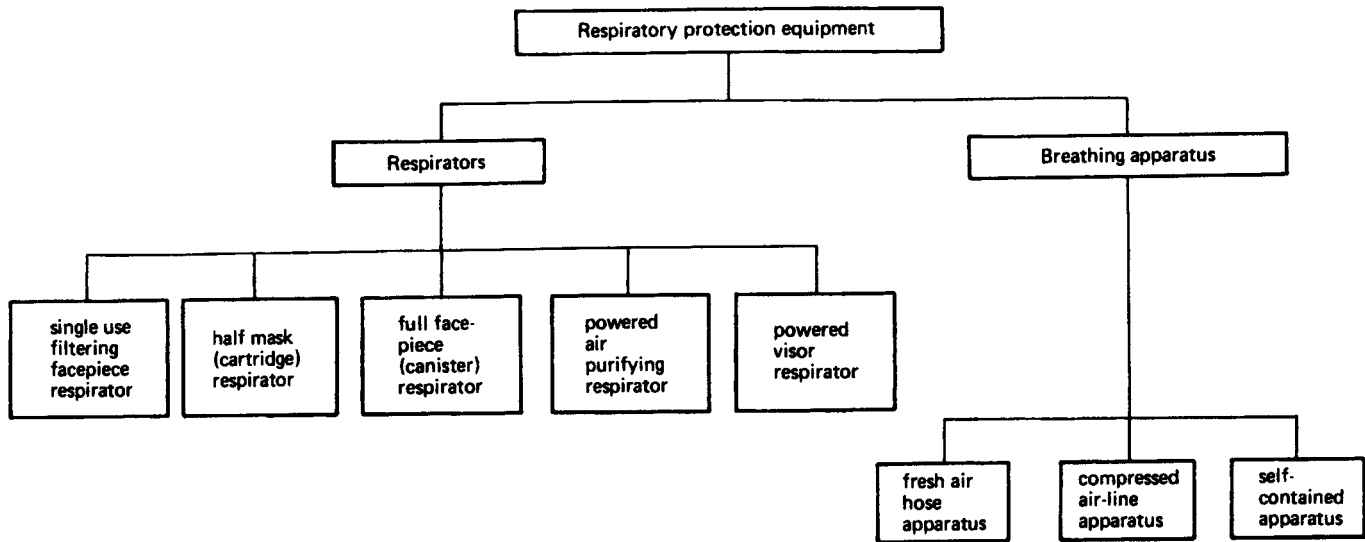 Respiratory protection equipment
Respirators
Breathing apparatus
single use
filtering
facepiece
respirator
half mask
(cartridge)
respirator
full face-
piece
(canister)
respirator
powered
air
purifying
respirator
powered
visor
respirator
fresh air
hose
apparatus
compressed
air-line
apparatus
self-
contained
apparatus